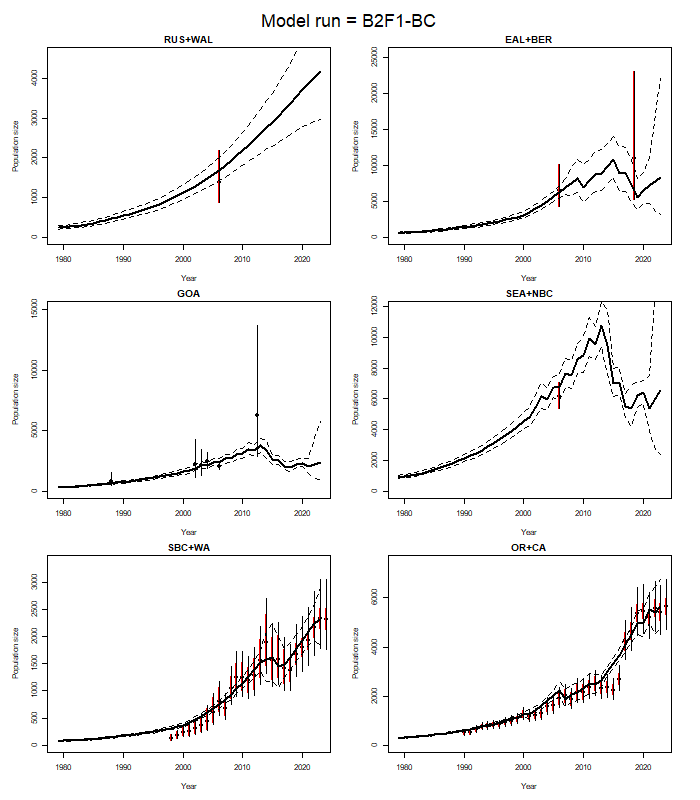 Model run = B2F1-BC
RUS+WAL
Population size
0 1000 2000 3000 4000
1980 1990 2000 2010 2020
Year
EAL+BER
Population size
0 5000 10000 15000 20000 25000
1980 1990 2000 2010 2020
Year
GOA
Population size
0 5000 10000 15000
1980 1990 2000 2010 2020
Year
SEA+NBC
Population size
0 2000 4000 6000 8000 10000 12000
1980 1990 2000 2010 2020
Year
SBC+WA
Population size
0 500 1000 1500 2000 2500 3000
1980 1990 2000 2010 2020
Year
OR+CA
Population size
0 2000 4000 6000
1980 1990 2000 2010 2020
Year